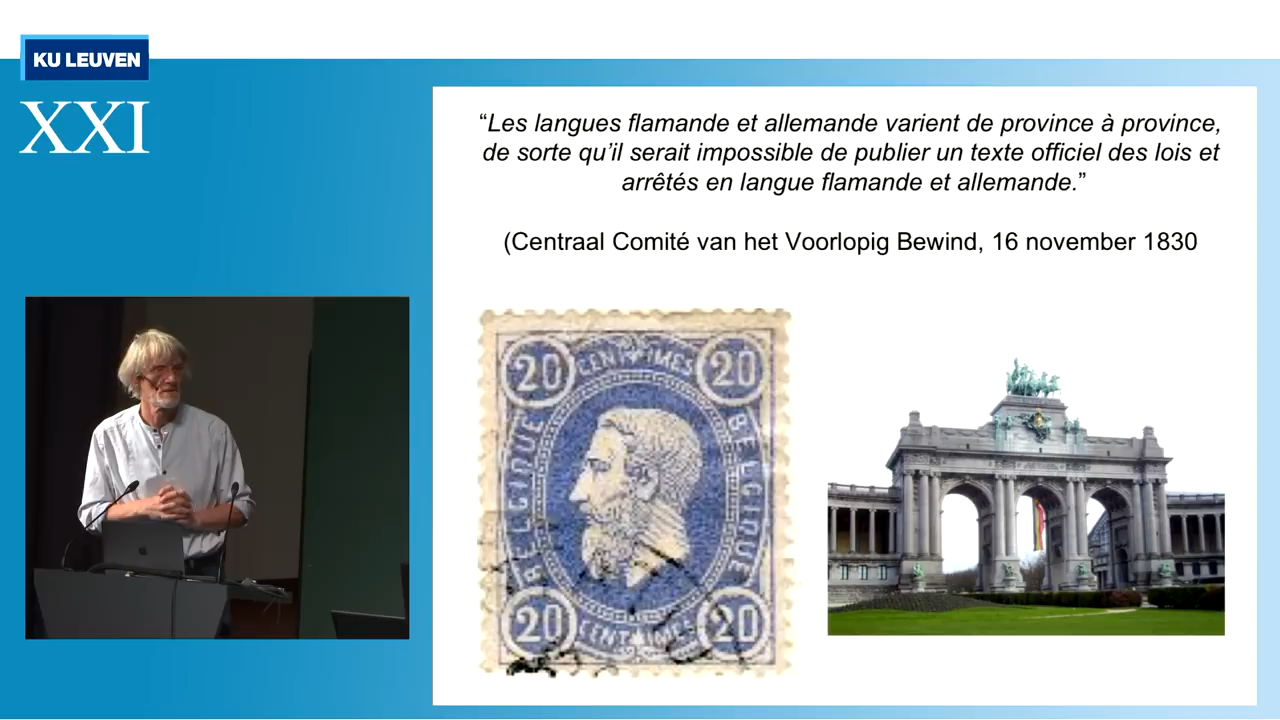 KU LEUVEN
XXI
“Les langues flamande et allemande varient de province à province,
de sorte qu’il serait impossible de publier un texte officiel des lois et
arrêtés en langue flamande et allemande.”
(Centraal Comité van het Voorlopig Bewind, 16 november 1830
20 CENTIMES 20
BELGIQUE
BELGIQUE
20 CENTIMES 20